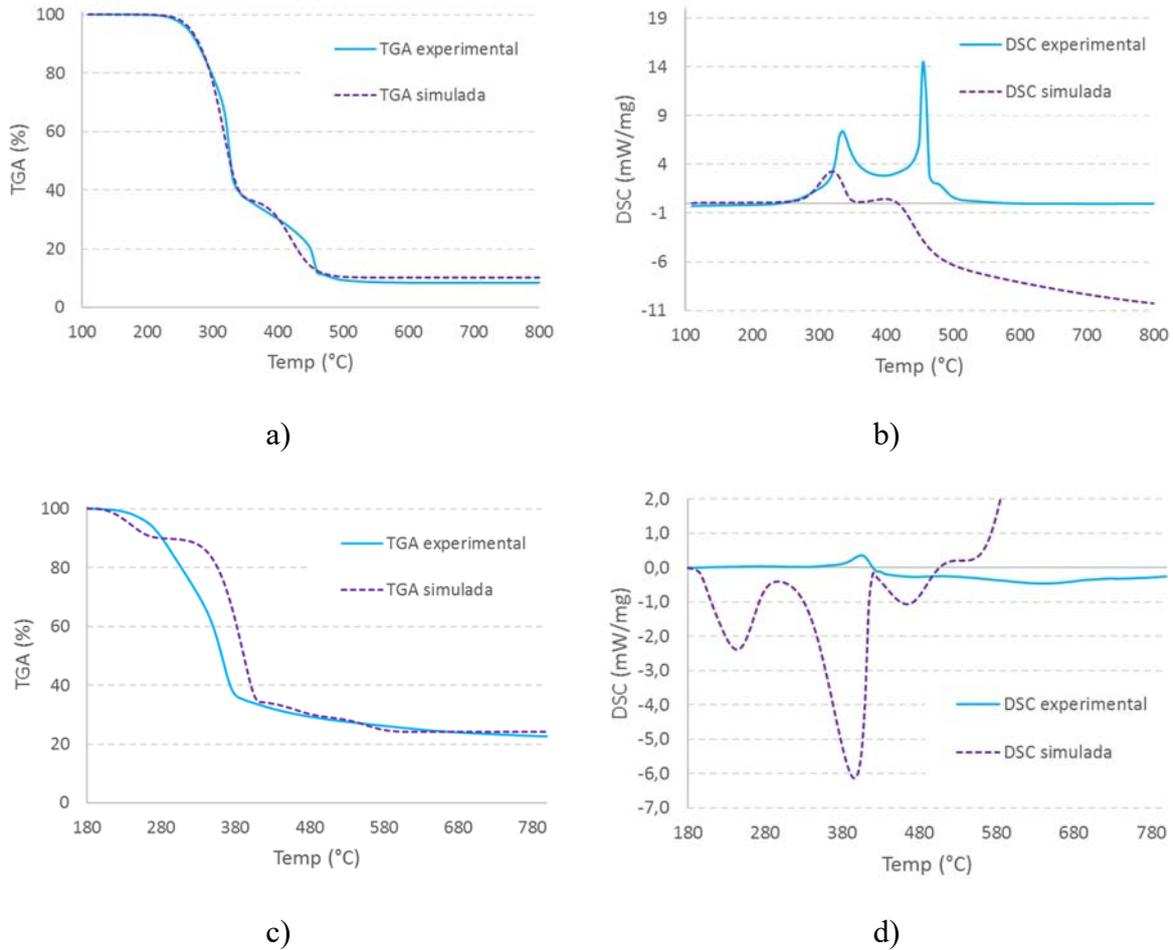 100
80
60
40
20
0
TGA (%)
TGA experimental
TGA simulada
100 200 300 400 500 600 700 800
Temp (°C)
a)
19
14
9
4
-1
-6
-11
DSC (mW/mg)
DSC experimental
DSC simulada
100 200 300 400 500 600 700 800
Temp (°C)
b)
100
80
60
40
20
0
TGA (%)
TGA experimental
TGA simulada
180 280 380 480 580 680 780
Temp (°C)
c)
2,0
1,0
0,0
-1,0
-2,0
-3,0
-4,0
-5,0
-6,0
-7,0
DSC (mW/mg)
DSC experimental
DSC simulada
180 280 380 480 580 680 780
Temp (°C)
d)